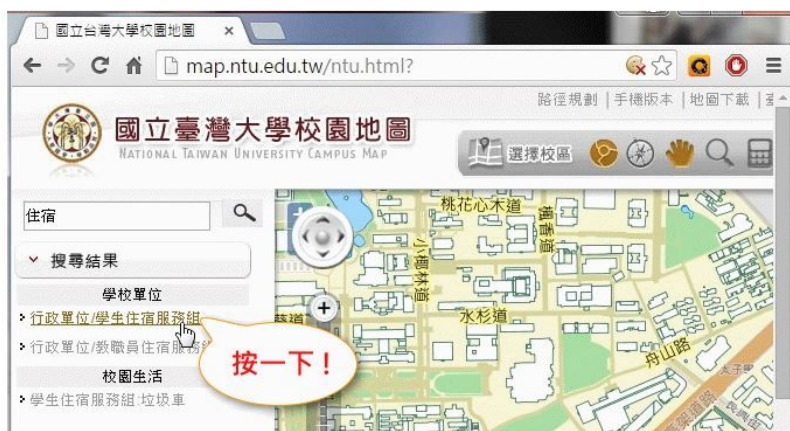 國立台灣大學校園地圖
map.ntu.edu.tw/ntu.html?
路徑規劃 | 手機版本 | 地圖下載 |
國立臺灣大學校園地圖
NATIONAL TAIWAN UNIVERSITY CAMPUS MAP
選擇校區
住宿
搜尋結果
學校單位
行政單位/學生住宿服務組
行政單位/教職員住宿服務
校園生活
學生住宿服務組:垃圾車
按一下！
桃花心木道
楓香道
小椰林道
水杉道
舟山路